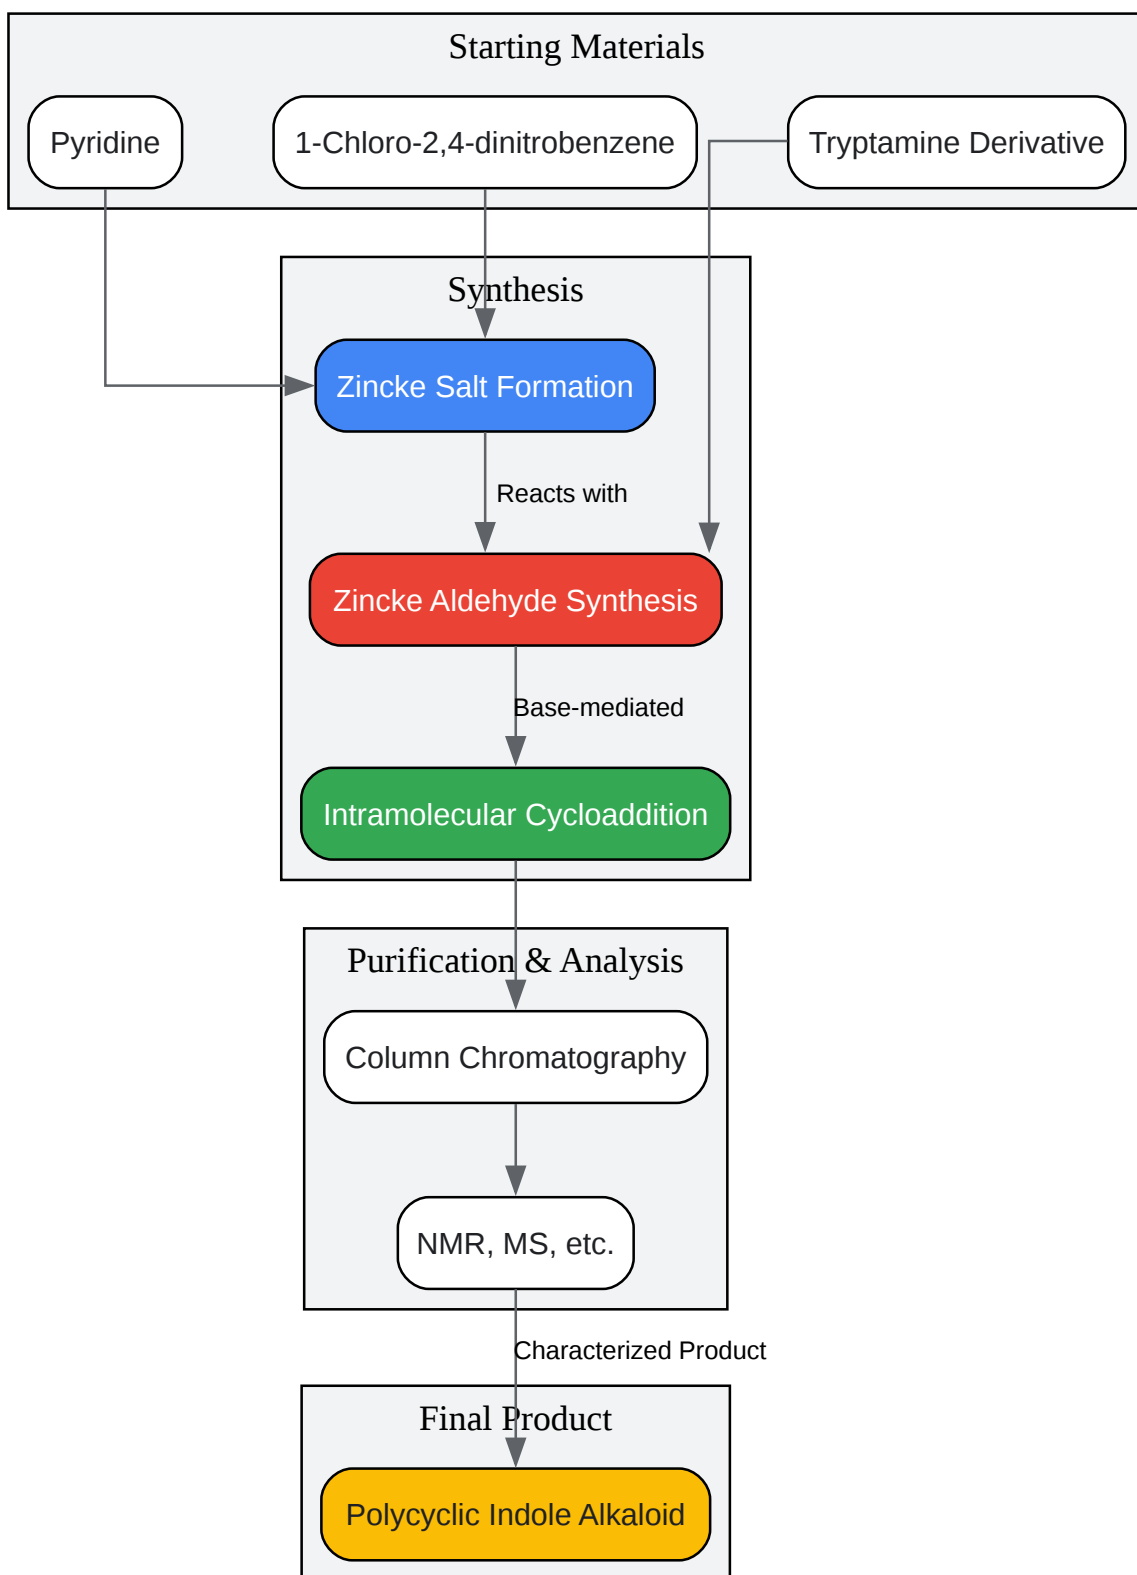 Starting Materials
Pyridine
1-Chloro-2,4-dinitrobenzene
Tryptamine Derivative
Synthesis
Zincke Salt Formation
Reacts with
Zincke Aldehyde Synthesis
Base-mediated
Intramolecular Cycloaddition
Purification & Analysis
Column Chromatography
NMR, MS, etc.
Characterized Product
Final Product
Polycyclic Indole Alkaloid